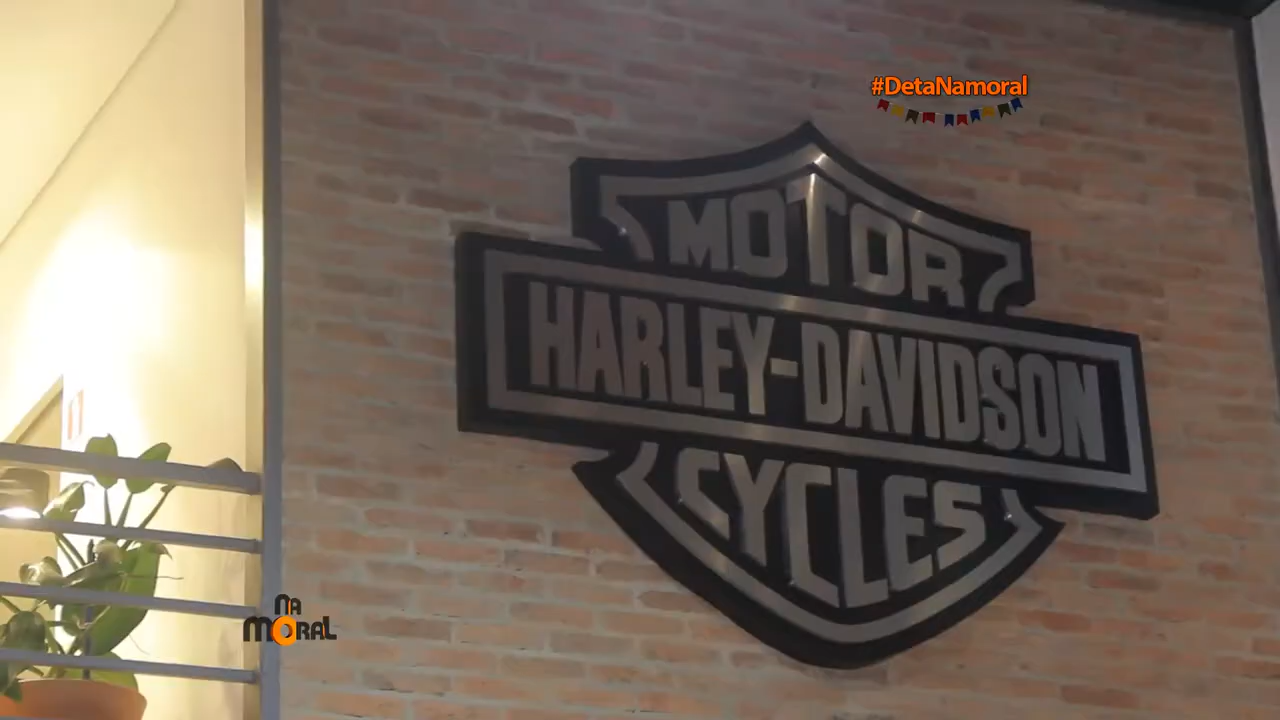 #DetaNamoral
MOTOR
HARLEY-DAVIDSON
CYCLES
NA
MORAL